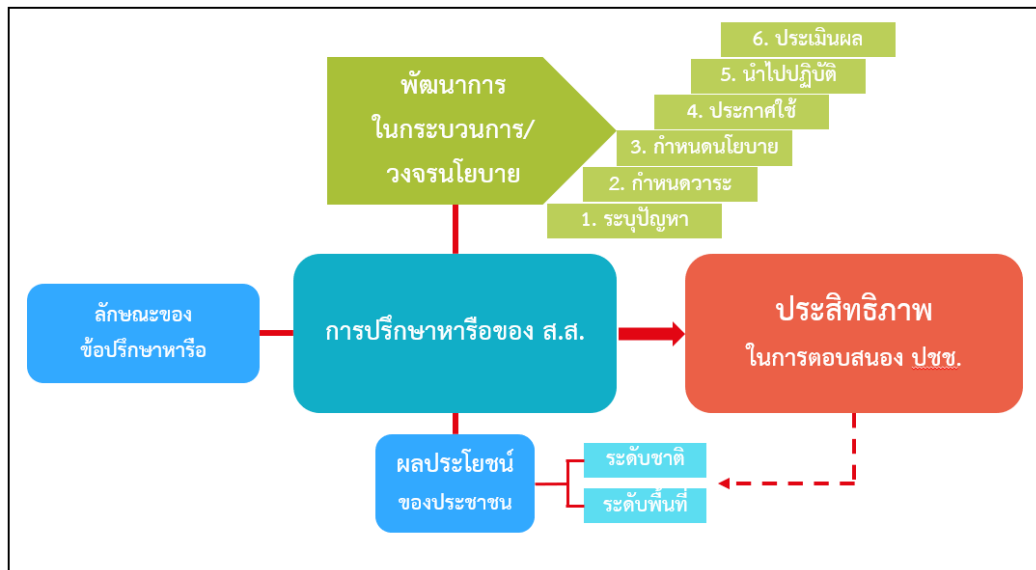 6. ประเมินผล
5. นำไปปฏิบัติ
4. ประกาศใช้
3. กำหนดนโยบาย
2. กำหนดวาระ
1. ระบุปัญหา
พัฒนาการ
ในกระบวนการ/
วงจรนโยบาย
ลักษณะของ
ข้อปรึกษาหารือ
การปรึกษาหารือของ ส.ส.
ประสิทธิภาพ
ในการตอบสนอง ปชช.
ผลประโยชน์
ของประชาชน
ระดับชาติ
ระดับพื้นที่